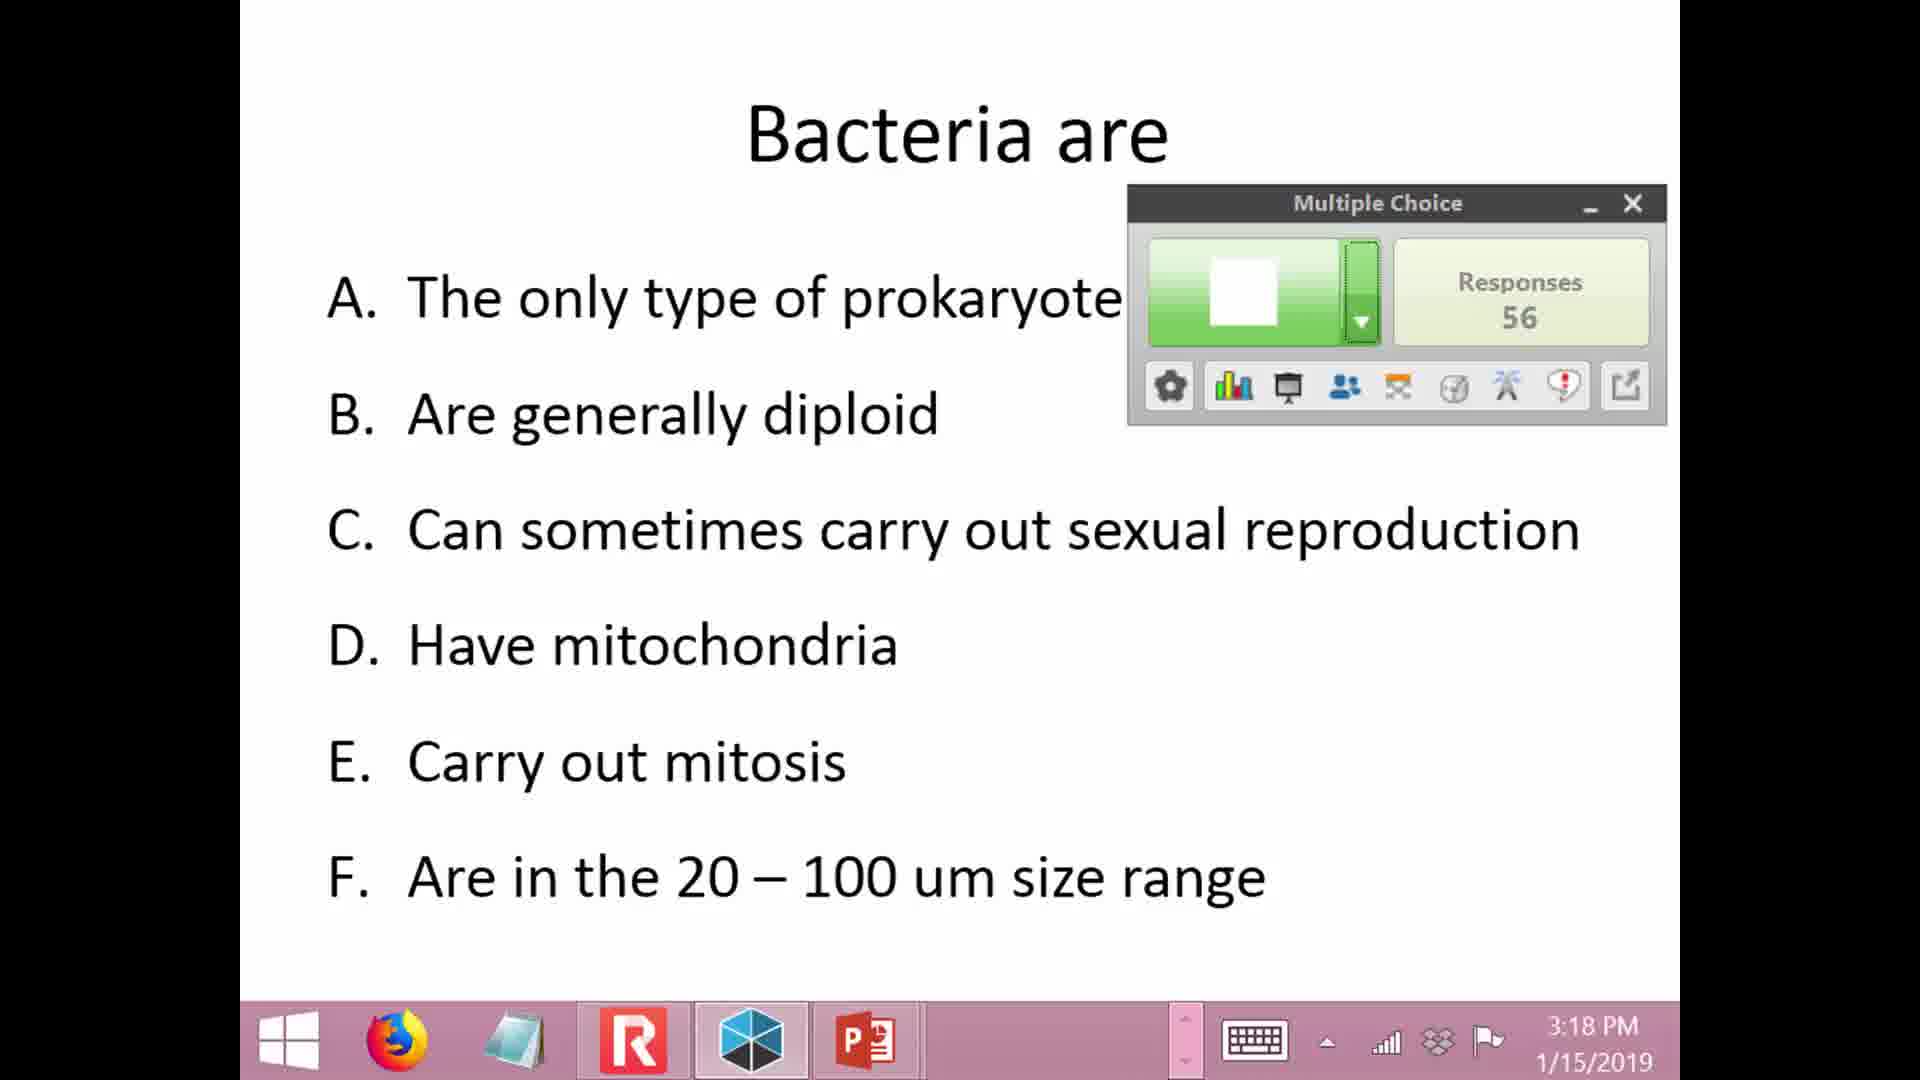 Bacteria are
Multiple Choice
A. The only type of prokaryote
Responses
56
B. Are generally diploid
C. Can sometimes carry out sexual reproduction
D. Have mitochondria
E. Carry out mitosis
F. Are in the 20 – 100 um size range
3:18 PM
1/15/2019